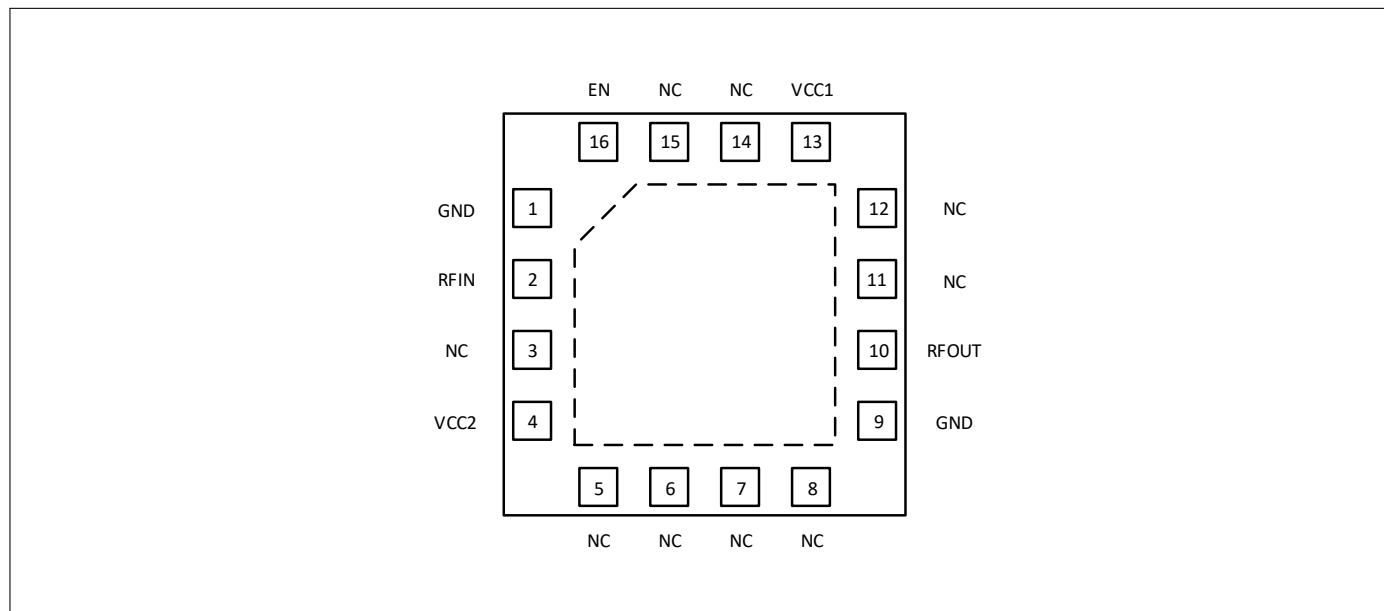 EN NC NC VCC1
16 15 14 13
GND 1 12 NC
RFIN 2 11 NC
NC 3 10 RFOUT
VCC2 4 9 GND
5 6 7 8
NC NC NC NC